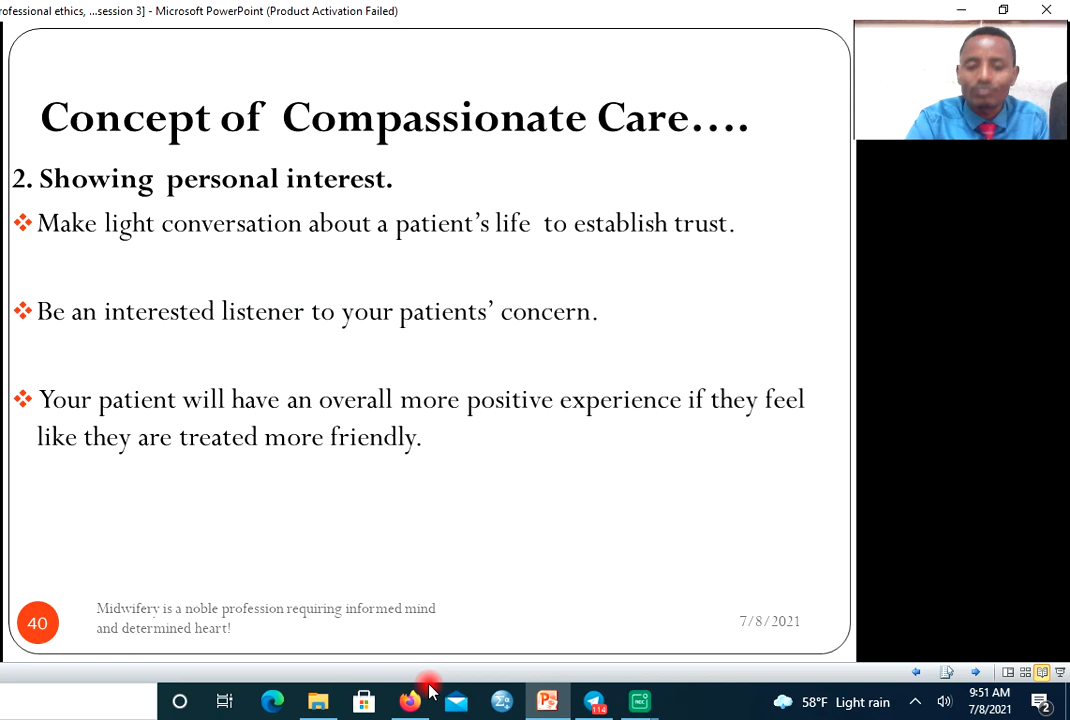 rofessional ethics, ...session 3] - Microsoft PowerPoint (Product Activation Failed)
Concept of Compassionate Care....
2. Showing personal interest.
Make light conversation about a patient's life to establish trust.
Be an interested listener to your patients' concern.
Your patient will have an overall more positive experience if they feel
like they are treated more friendly.
40
Midwifery is a noble profession requiring informed mind
and determined heart!
7/8/2021
114
REC
58°F Light rain
9:51 AM
7/8/2021
2